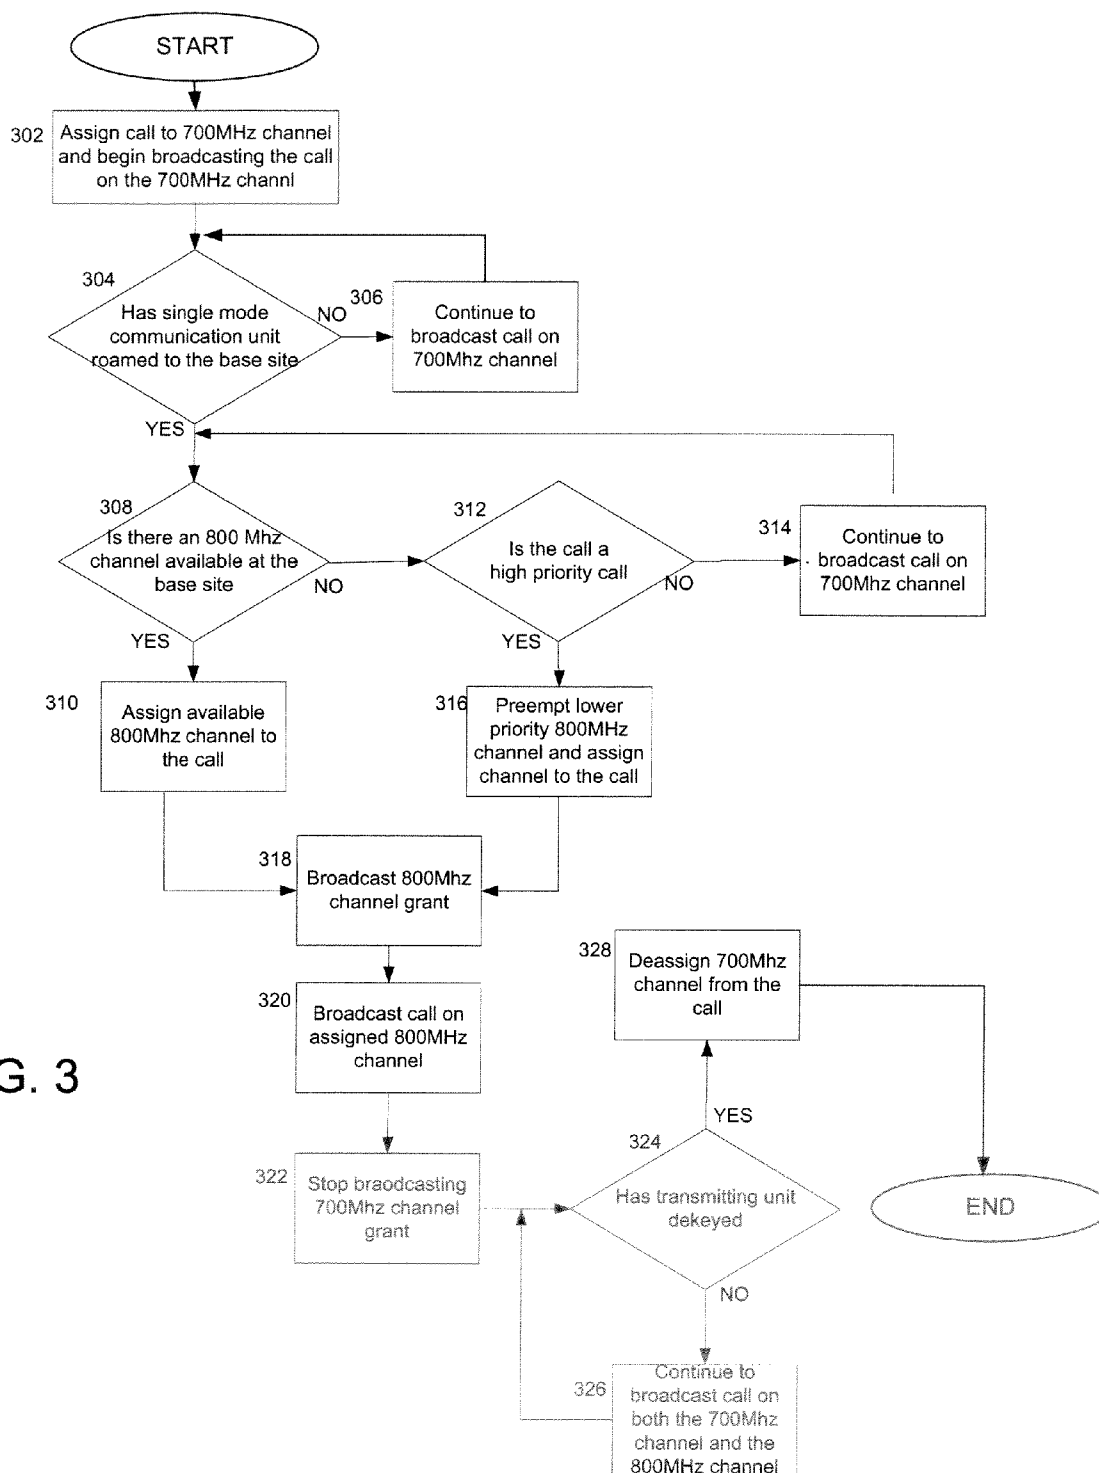 START
302
Assign call to 700MHz channel
and begin broadcasting the call
on the 700MHz channl
304
Has single mode
communication unit
roamed to the base site
NO
306
Continue to
broadcast call on
700Mhz channel
YES
308
Is there an 800 Mhz
channel available at the
base site
NO
312
Is the call a
high priority call
NO
314
Continue to
broadcast call on
700Mhz channel
YES
YES
310
Assign available
800Mhz channel to
the call
316
Preempt lower
priority 800MHz
channel and assign
channel to the call
318
Broadcast 800Mhz
channel grant
320
Broadcast call on
assigned 800MHz
channel
328
Deassign 700Mhz
channel from the
call
G. 3
322
Stop braodcasting
700Mhz channel
grant
324
YES
Has transmitting unit
dekeyed
END
NO
326
Continue to
broadcast call on
both the 700Mhz
channel and the
800MHz channel